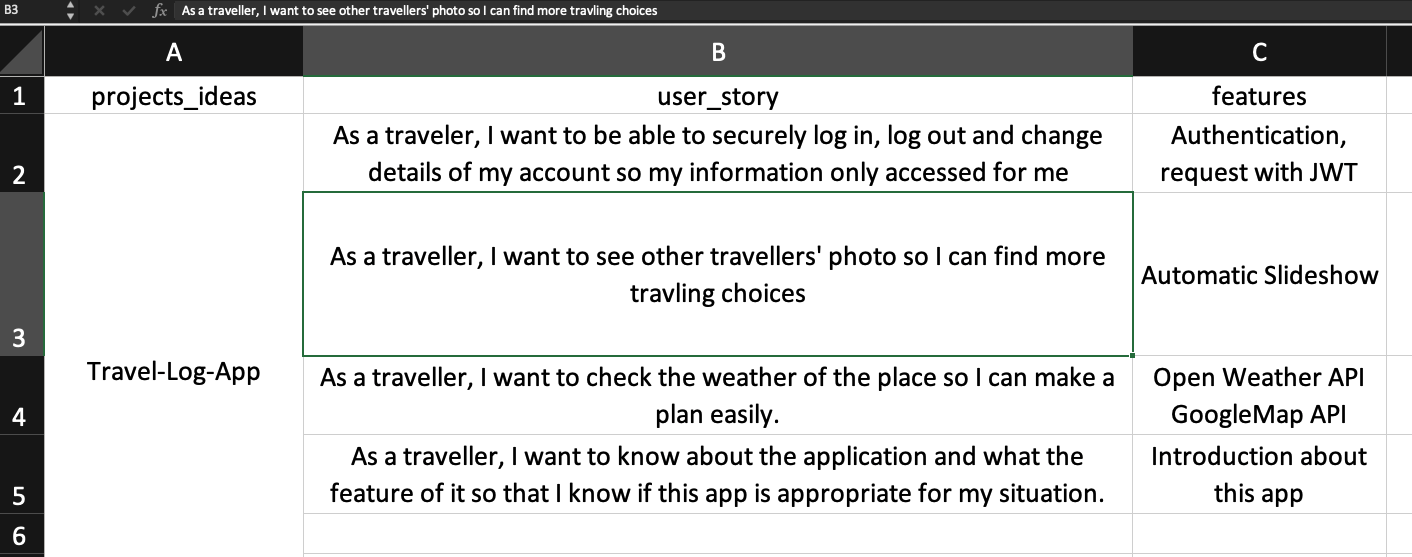 B3
fx As a traveller, I want to see other travellers' photo so I can find more travling choices
A B C
1 projects_ideas user_story features
As a traveler, I want to be able to securely log in, log out and change Authentication,
2 details of my account so my information only accessed for me request with JWT
As a traveller, I want to see other travellers' photo so I can find more
travling choices
Automatic Slideshow
3
Travel-Log-App
As a traveller, I want to check the weather of the place so I can make a Open Weather API
4 plan easily. GoogleMap API
As a traveller, I want to know about the application and what the Introduction about
5 feature of it so that I know if this app is appropriate for my situation. this app
6